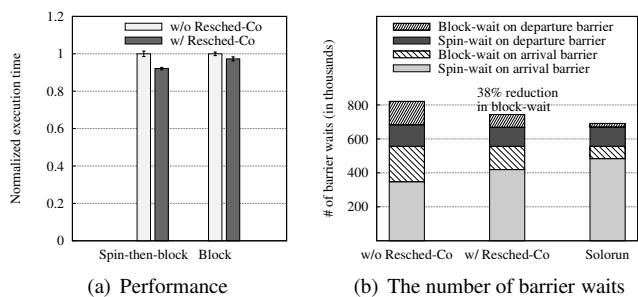 w/o Resched-Co
w/ Resched-Co
Normalized execution time
1.2
1
0.8
0.6
0.4
0.2
0
Spin-then-block Block
(a) Performance
Block-wait on departure barrier
Spin-wait on departure barrier
Block-wait on arrival barrier
Spin-wait on arrival barrier
38% reduction
in block-wait
# of barrier waits (in thousands)
800
600
400
200
w/o Resched-Co w/ Resched-Co Solorun
(b) The number of barrier waits